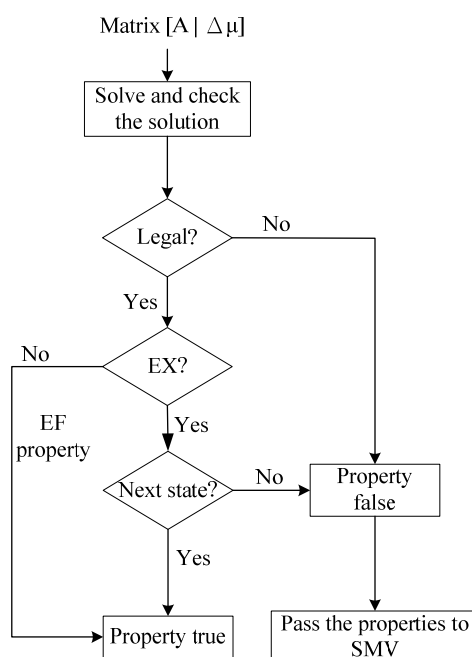 Matrix [A | Δμ]
Solve and check
the solution
Legal?
No
Yes
No
EX?
EF
property
Yes
Next state?
No
Property
false
Yes
Property true
Pass the properties to
SMV